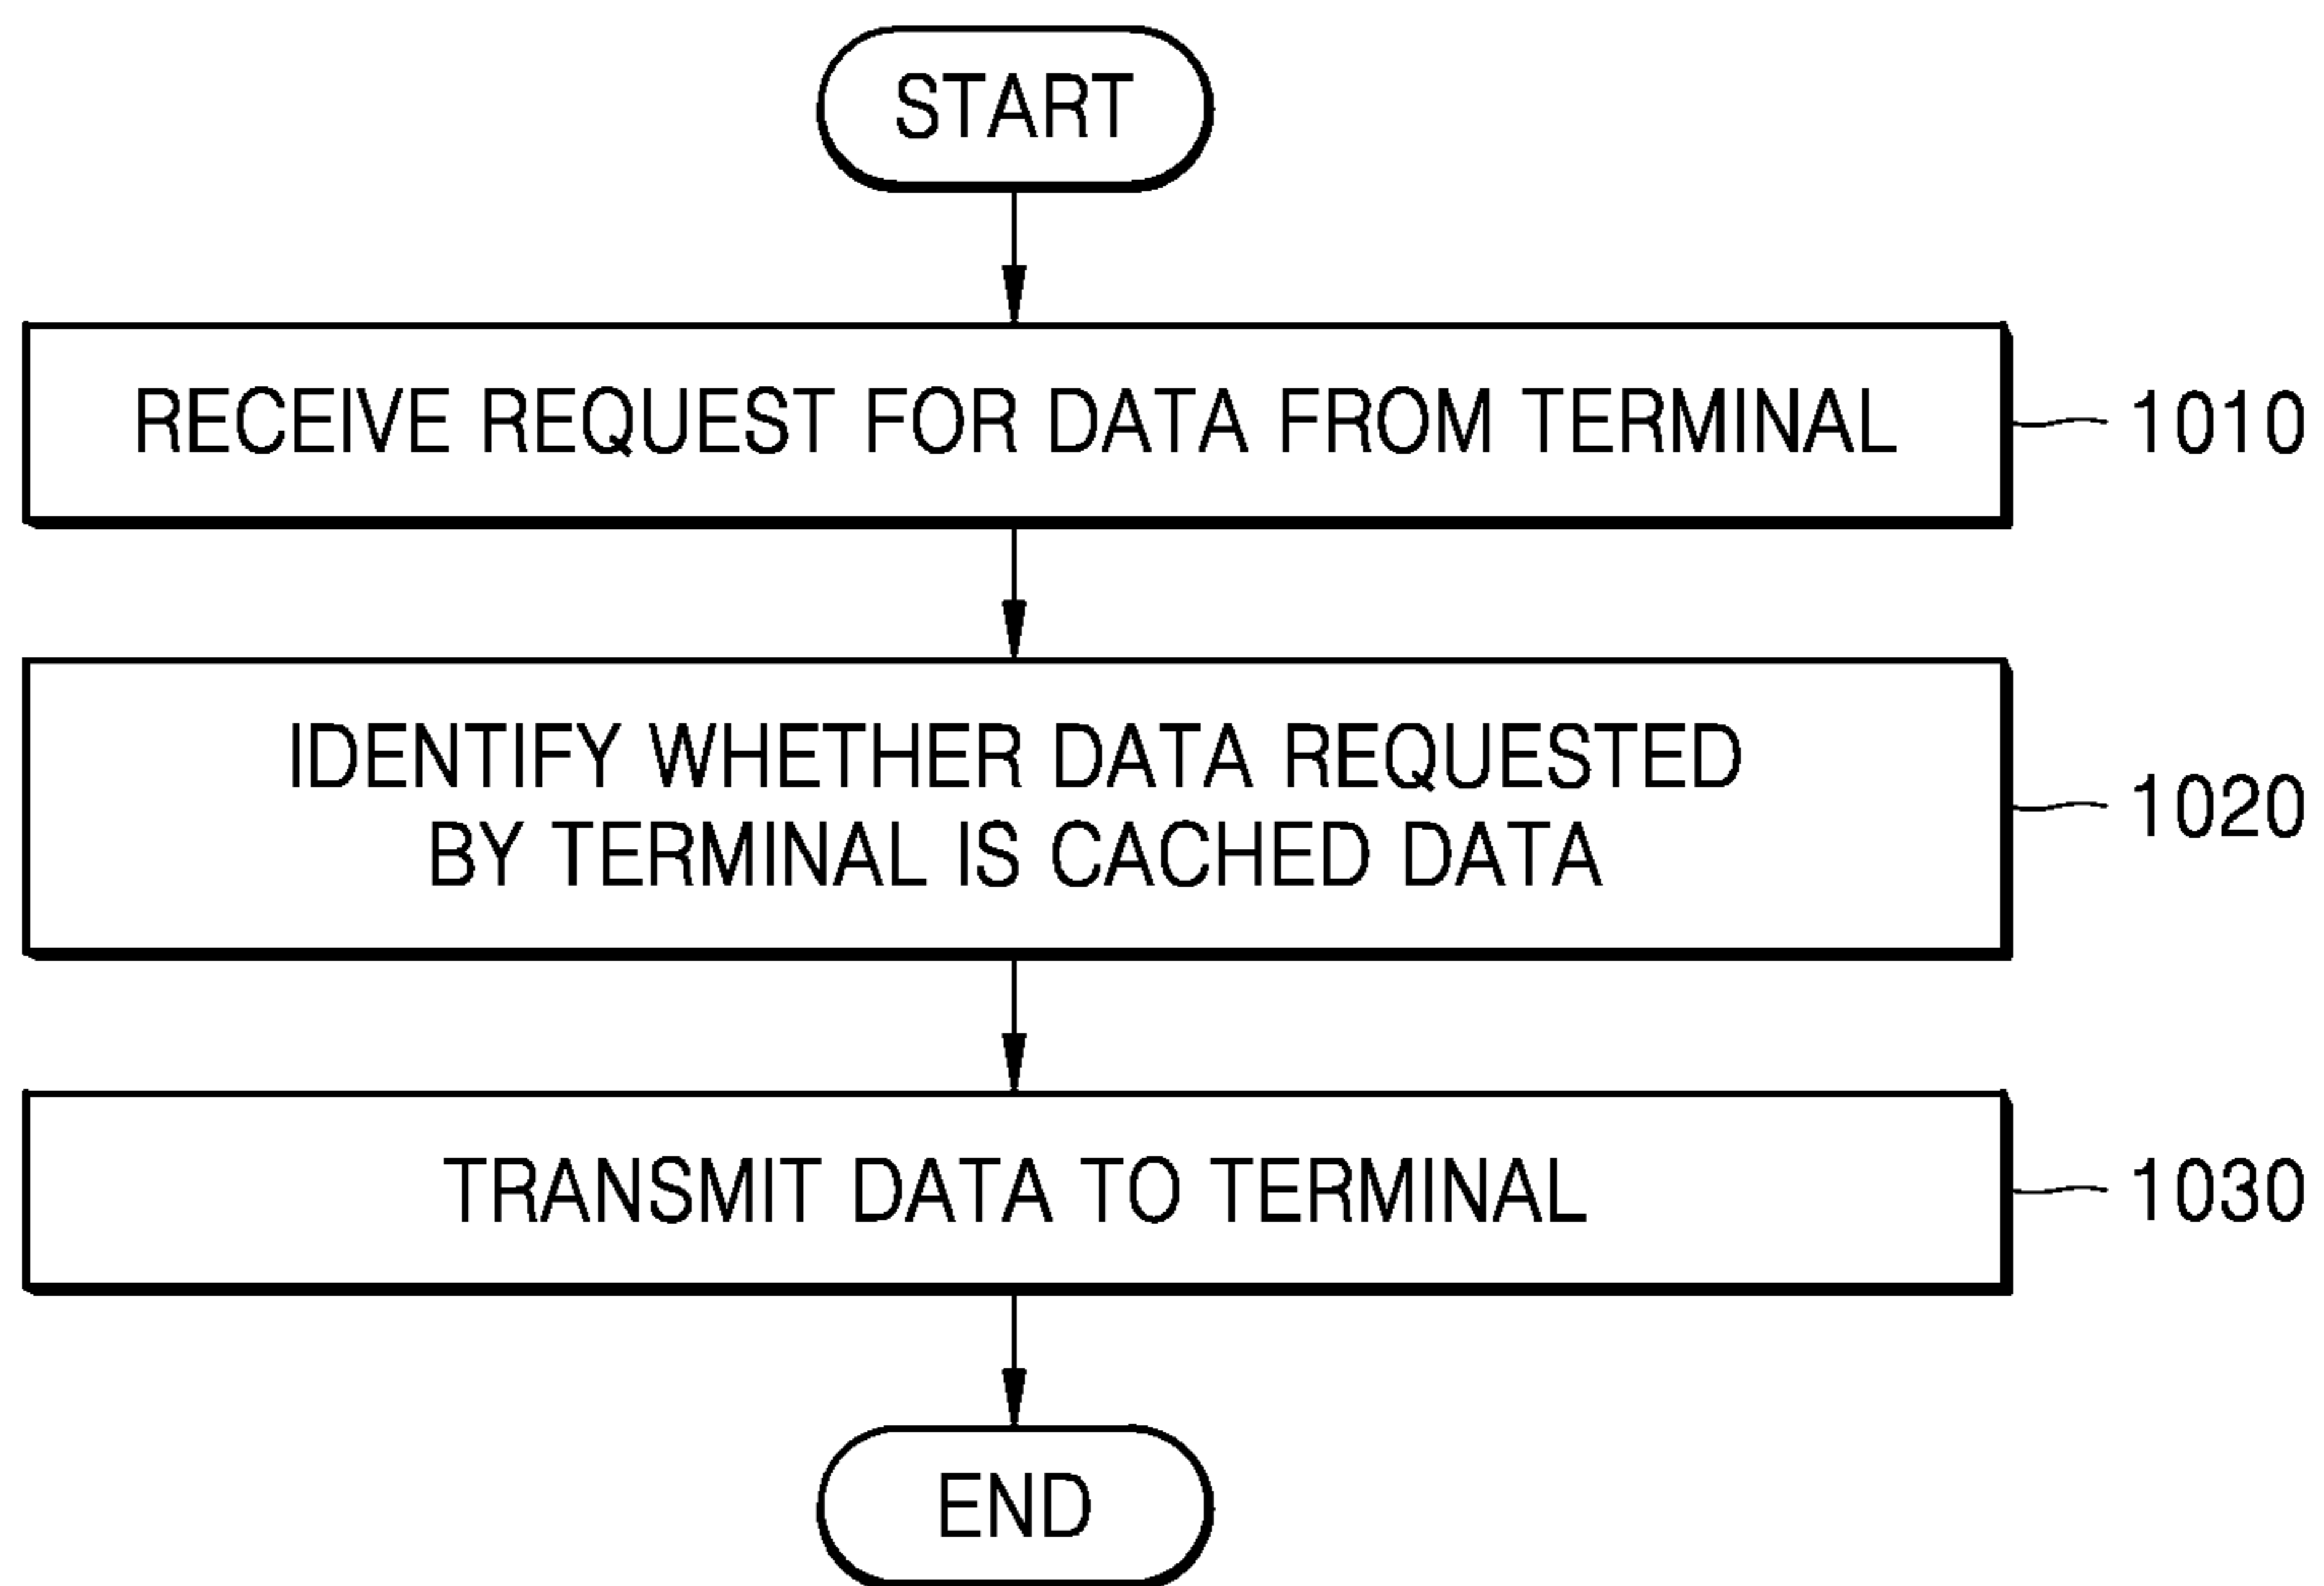 START
RECEIVE REQUEST FOR DATA FROM TERMINAL
1010
IDENTIFY WHETHER DATA REQUESTED
BY TERMINAL IS CACHED DATA
1020
TRANSMIT DATA TO TERMINAL
1030
END